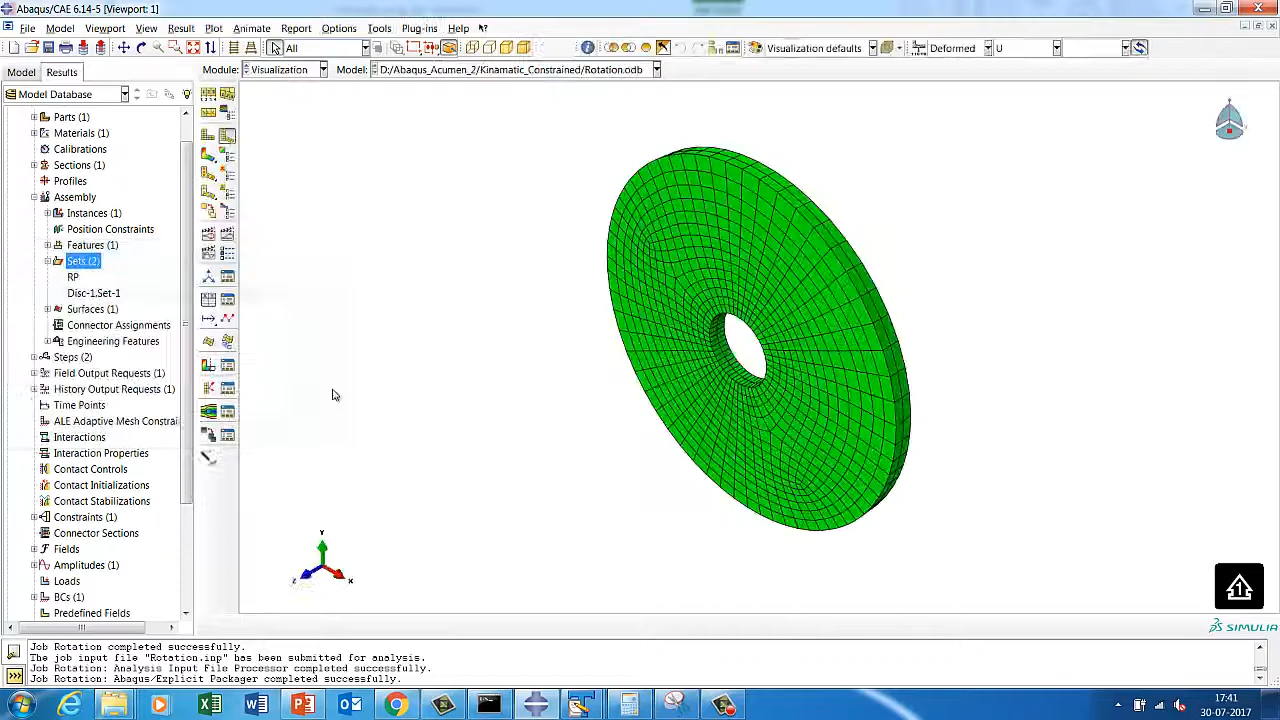 Abaqus/CAE 6.14-5 [Viewport: 1]
File Model Viewport View Result Plot Animate Report Options Tools Plug-ins Help
All Visualization defaults Deformed U
Model Results Module: Visualization Model: D:/Abaqus_Acumen_2/Kinamatic_Constrained/Rotation.odb
Model Database
Parts (1)
Materials (1)
Calibrations
Sections (1)
Profiles
Assembly
Instances (1)
Position Constraints
Features (1)
Sets (2)
RP
Disc-1.Set-1
Surfaces (1)
Connector Assignments
Engineering Features
Steps (2)
Field Output Requests (1)
History Output Requests (1)
Time Points
ALE Adaptive Mesh Constrai
Interactions
Interaction Properties
Contact Controls
Contact Initializations
Contact Stabilizations
Constraints (1)
Connector Sections
Fields
Amplitudes (1)
Loads
BCs (1)
Predefined Fields
Y
Z
X
1
SIMULIA
Job Rotation completed successfully.
The job input file "Rotation.inp" has been submitted for analysis.
Job Rotation: Analysis Input File Processor completed successfully.
Job Rotation: Abaqus/Explicit Packager completed successfully.
17:41
30-07-2017